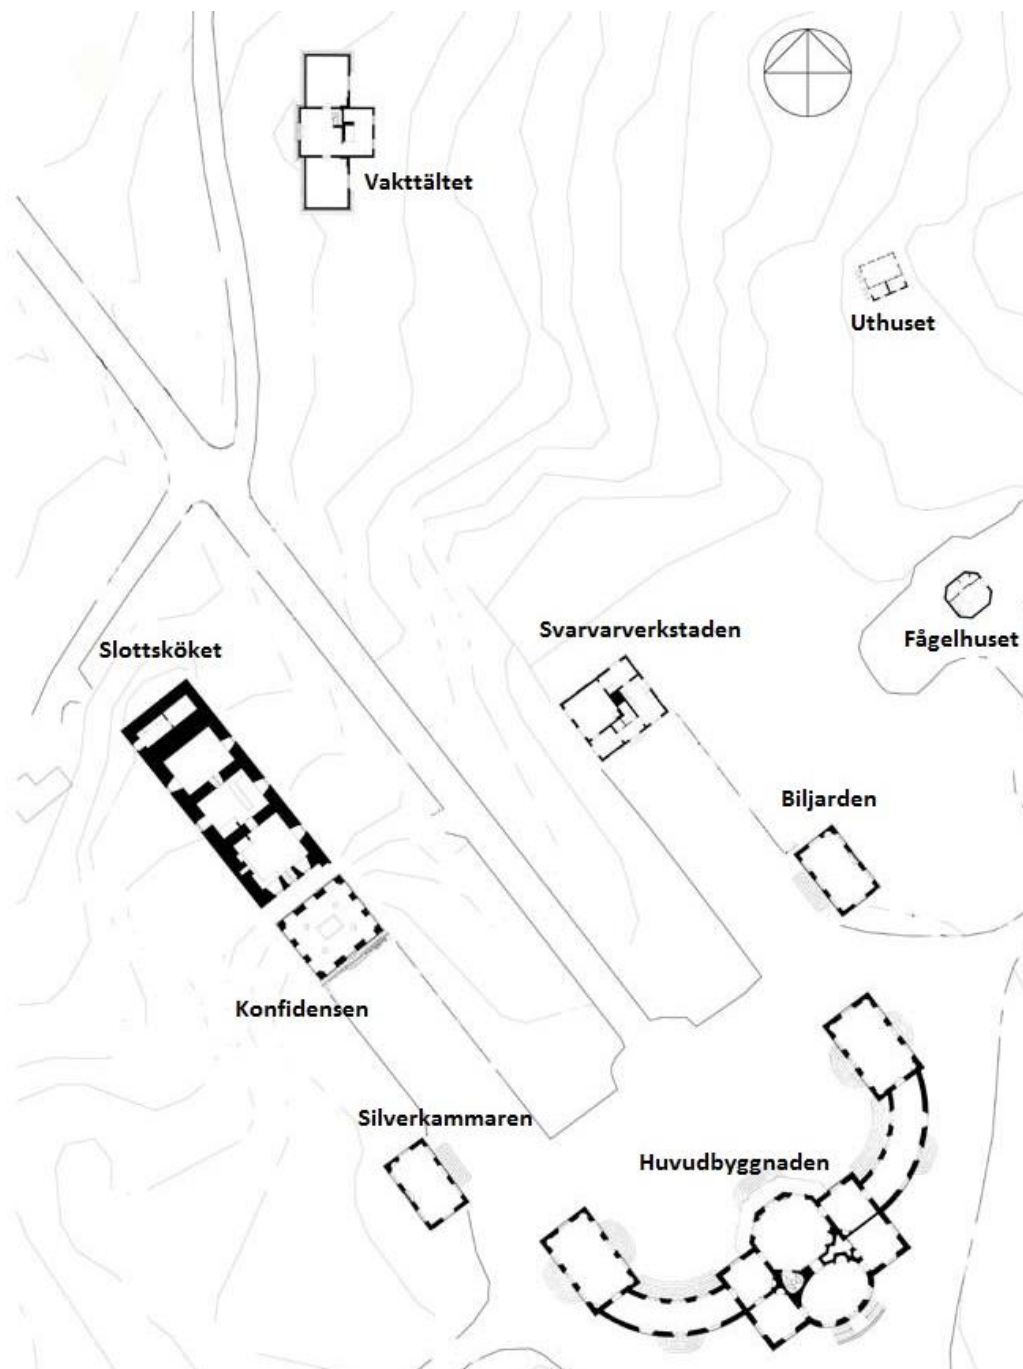 Vakttältet
Uthuset
Fågelhuset
Svarvarverkstaden
Slottsköket
Biljarden
Konfidensen
Silverkammaren
Huvudbyggnaden